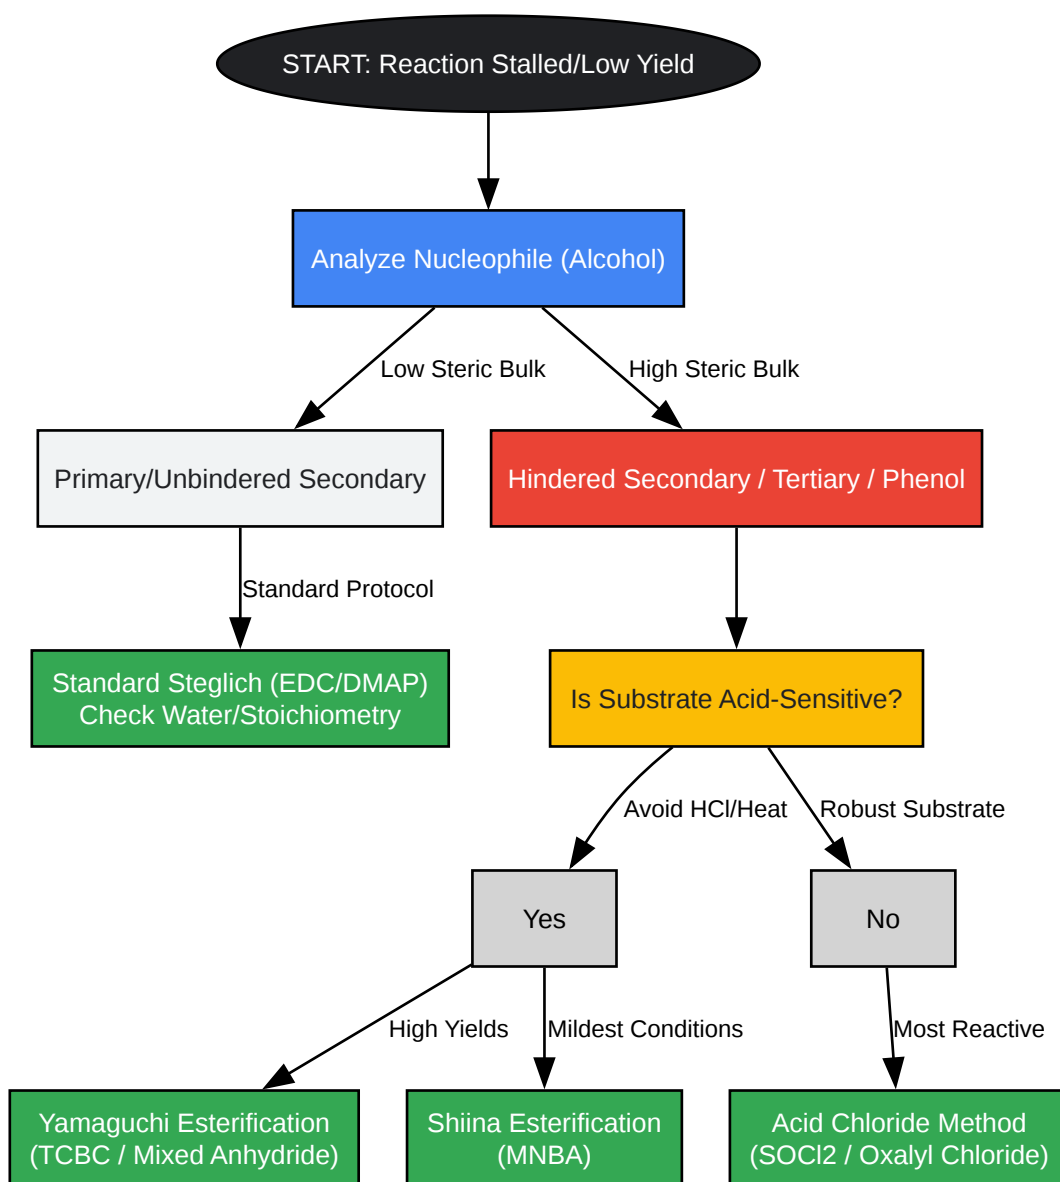 START: Reaction Stalled/Low Yield
Analyze Nucleophile (Alcohol)
Low Steric Bulk
High Steric Bulk
Primary/Unbindered Secondary
Hindered Secondary / Tertiary / Phenol
Standard Protocol
Standard Steglich (EDC/DMAP)
Check Water/Stoichiometry
Is Substrate Acid-Sensitive?
Avoid HCl/Heat
Robust Substrate
Yes
No
High Yields
Mildest Conditions
Most Reactive
Yamaguchi Esterification
(TCBC / Mixed Anhydride)
Shiina Esterification
(MNBA)
Acid Chloride Method
(SOCl2 / Oxalyl Chloride)